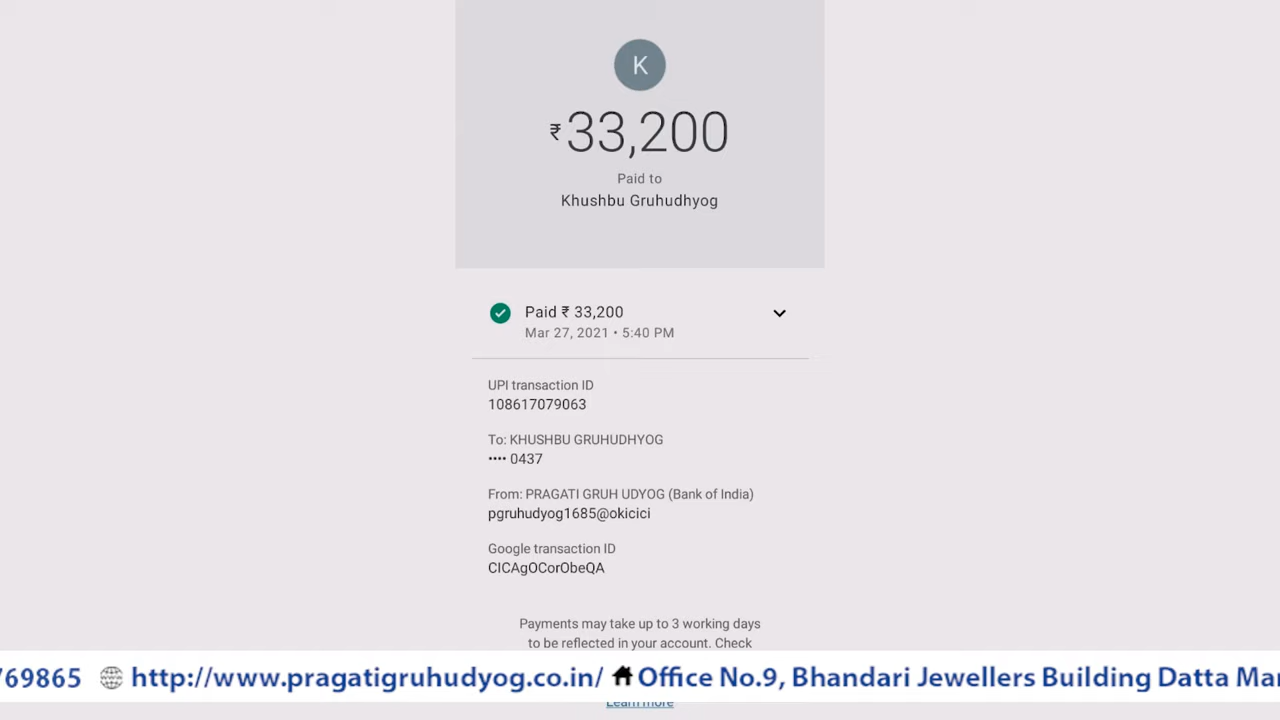 K
₹33,200
Paid to
Khushbu Gruhudhyog
Paid ₹ 33,200
Mar 27, 2021 • 5:40 PM
UPI transaction ID
108617079063
To: KHUSHBU GRUHUDHYOG
•••• 0437
From: PRAGATI GRUH UDYOG (Bank of India)
pgruhudyog1685@okicici
Google transaction ID
CICAgOCorObeQA
Payments may take up to 3 working days
to be reflected in your account. Check
769865 http://www.pragatigruhudyog.co.in/ Office No.9, Bhandari Jewellers Building Datta Ma
Learn more